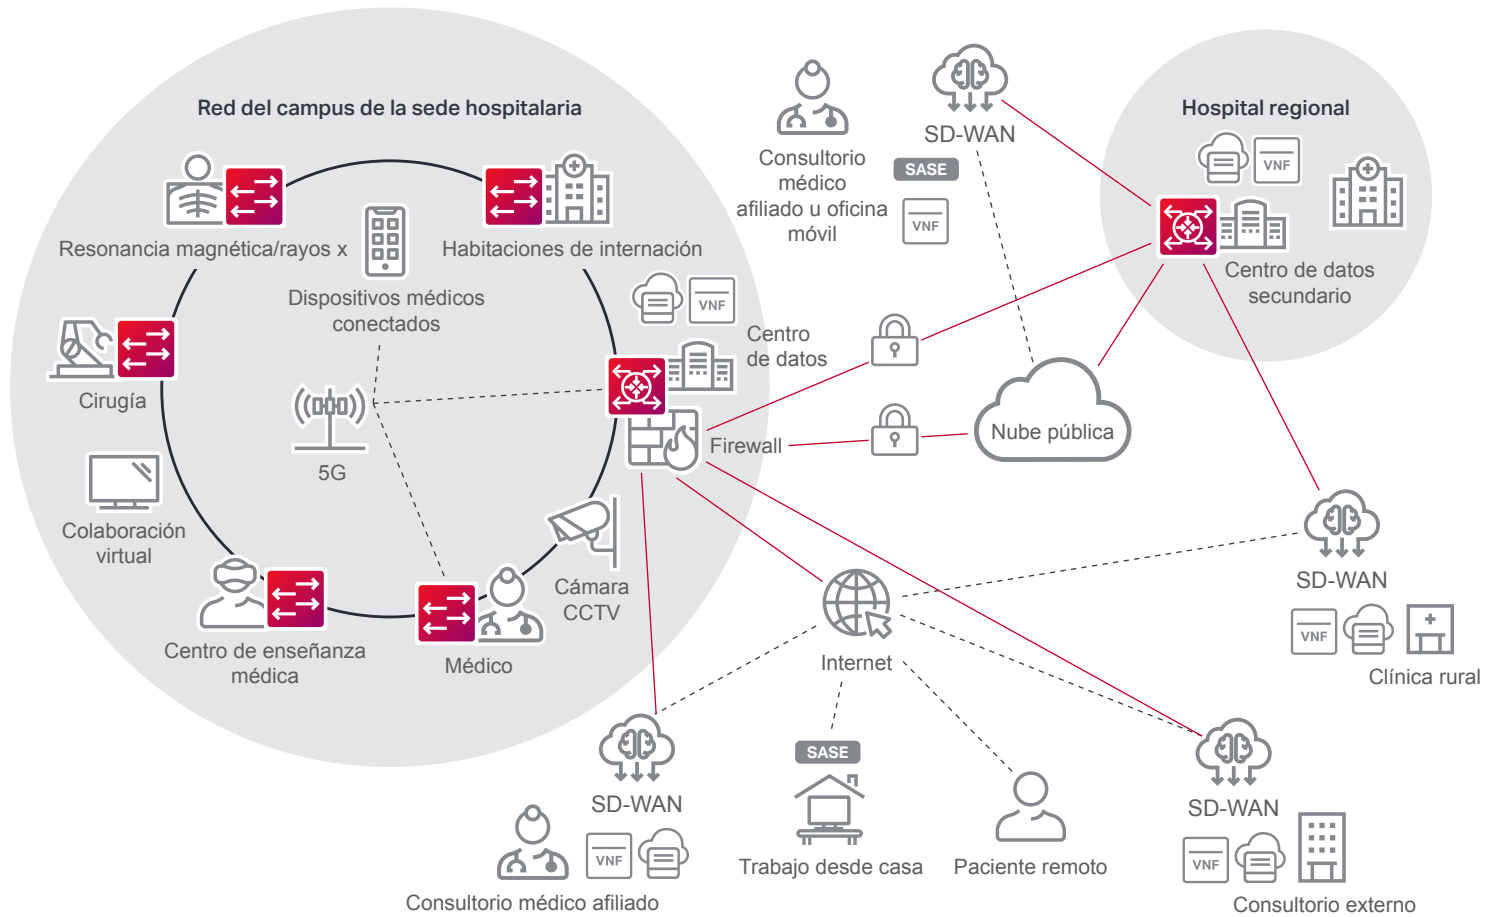 Red del campus de la sede hospitalaria
Resonancia magnética/rayos x
Habitaciones de internación
Dispositivos médicos
conectados
VNF
Centro
de datos
Cirugía
5G
Firewall
Colaboración
virtual
Cámara
CCTV
Centro de enseñanza
médica
Médico
Consultorio
médico
afiliado u oficina
móvil
SD-WAN
SASE
VNF
Hospital regional
VNF
Centro de datos
secundario
Nube pública
SD-WAN
VNF
Clínica rural
Internet
SD-WAN
VNF
Consultorio médico afiliado
SASE
Trabajo desde casa
Paciente remoto
SD-WAN
VNF
Consultorio externo